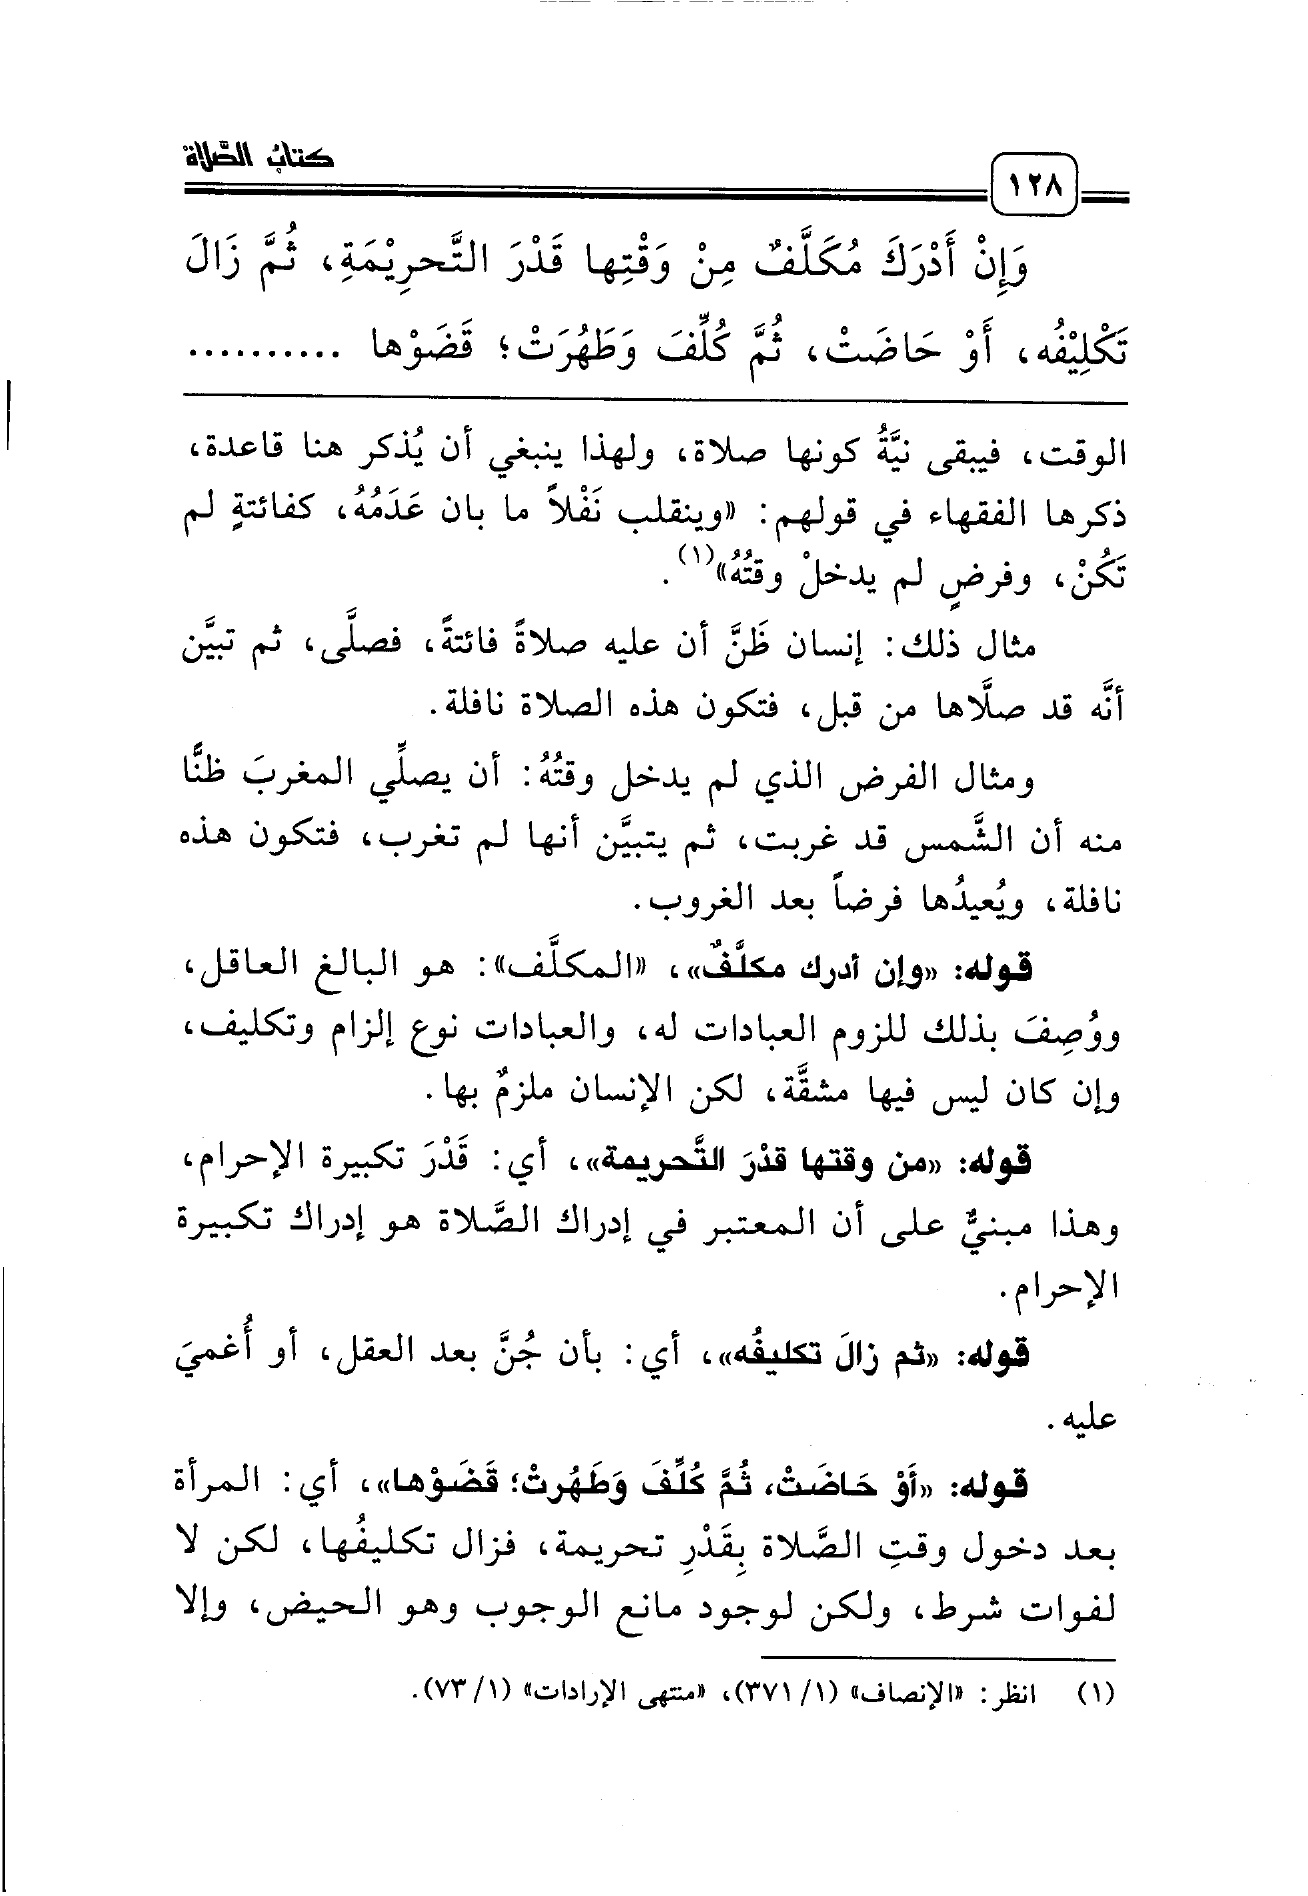 كتاب الصَّلاة
١٢٨
وَإِنْ أَدْرَكَ مُكَلَّفٌ مِنْ وَقْتِها قَدْرَ التَّحرِيْمَةِ، ثُمَّ زَالَ
تَكْلِيْفُه، أَوْ حَاضَتْ، ثُمَّ كُلِّفَ وَطَهُرَتْ؛ قَضَوْها ..........
الوقت، فيبقى نيَّةُ كونها صلاة، ولهذا ينبغي أن يُذكر هنا قاعدة،
ذكرها الفقهاء في قولهم: «وينقلب نَفْلاً ما بان عَدَمُهُ، كفائتةٍ لم
تَكُنْ، وفرضٍ لم يدخلْ وقتُهُ»(١).
مثال ذلك: إنسان ظَنَّ أن عليه صلاةً فائتةً، فصلَّى، ثم تبيَّن
أنَّه قد صلَّاها من قبل، فتكون هذه الصلاة نافلة.
ومثال الفرض الذي لم يدخل وقتُهُ: أن يصلِّي المغربَ ظنًّا
منه أن الشَّمس قد غربت، ثم يتبيَّن أنها لم تغرب، فتكون هذه
نافلة، ويُعيدُها فرضاً بعد الغروب.
قوله: «وإن أدرك مكلَّفٌ»، «المكلَّف»: هو البالغ العاقل،
ووُصِفَ بذلك للزوم العبادات له، والعبادات نوع إلزام وتكليف،
وإن كان ليس فيها مشقَّة، لكن الإنسان ملزمٌ بها.
قوله: «من وقتها قدْرَ التَّحريمة»، أي: قَدْرَ تكبيرة الإحرام،
وهذا مبنيٌّ على أن المعتبر في إدراك الصَّلاة هو إدراك تكبيرة
الإحرام.
قوله: «ثم زالَ تكليفُه»، أي: بأن جُنَّ بعد العقل، أو أُغميَ
عليه.
قوله: «أَوْ حَاضَتْ، ثُمَّ كُلِّفَ وَطَهُرتْ؛ قَضَوْها»، أي: المرأة
بعد دخول وقتِ الصَّلاة بِقَدْرِ تحريمة، فزال تكليفُها، لكن لا
لفوات شرط، ولكن لوجود مانع الوجوب وهو الحيض، وإلا
(١) انظر: «الإنصاف» (١/ ٣٧١)، «منتهى الإرادات» (١/ ٧٣).